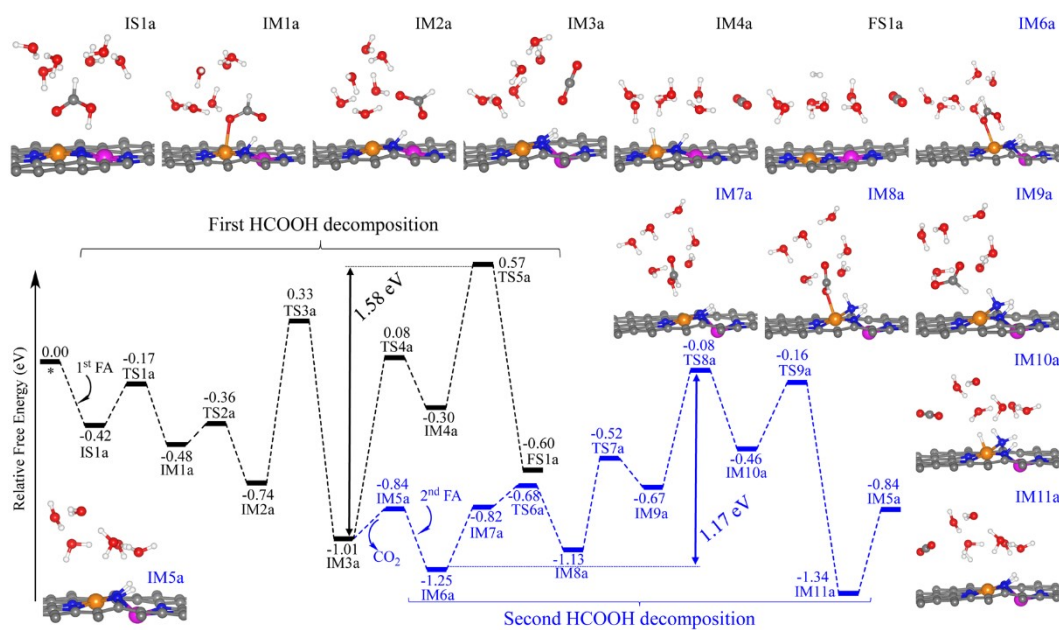 IS1a
IM1a
IM2a
IM3a
IM4a
FS1a
IM6a
IM7a
IM8a
IM9a
First HCOOH decomposition
Relative Free Energy (eV)
0.00
*
1st FA
-0.42
IS1a
-0.17
TS1a
-0.48
IM1a
-0.36
TS2a
-0.74
IM2a
0.33
TS3a
-1.01
IM3a
1.58 eV
0.08
TS4a
-0.30
IM4a
0.57
TS5a
-0.60
FS1a
-0.84
IM5a
CO2
2nd FA
-1.25
IM6a
-0.82
IM7a
-0.68
TS6a
-1.13
IM8a
-0.52
TS7a
-0.67
IM9a
-0.08
TS8a
1.17 eV
-0.46
IM10a
-0.16
TS9a
-1.34
IM11a
-0.84
IM5a
IM10a
IM11a
IM5a
Second HCOOH decomposition